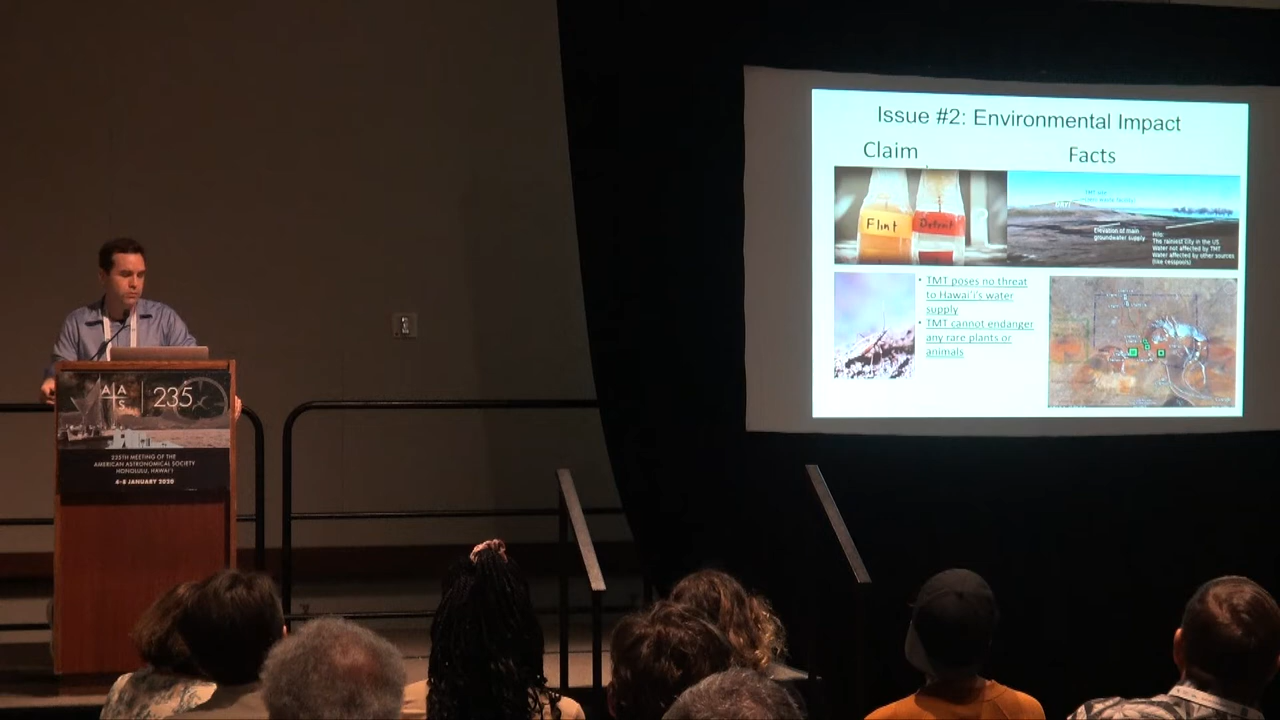 Issue #2: Environmental Impact
Claim
Facts
Flint
Detroit
Elevation of main
groundwater supply
Hilo:
The rainiest city in the US
Water not affected by TMT
Water affected by other sources
(like cesspools)
• TMT poses no threat
to Hawai'i's water
supply
• TMT cannot endanger
any rare plants or
animals
AAS
235
235TH MEETING OF THE
AMERICAN ASTRONOMICAL SOCIETY
HONOLULU, HAWAI'I
4-8 JANUARY 2020